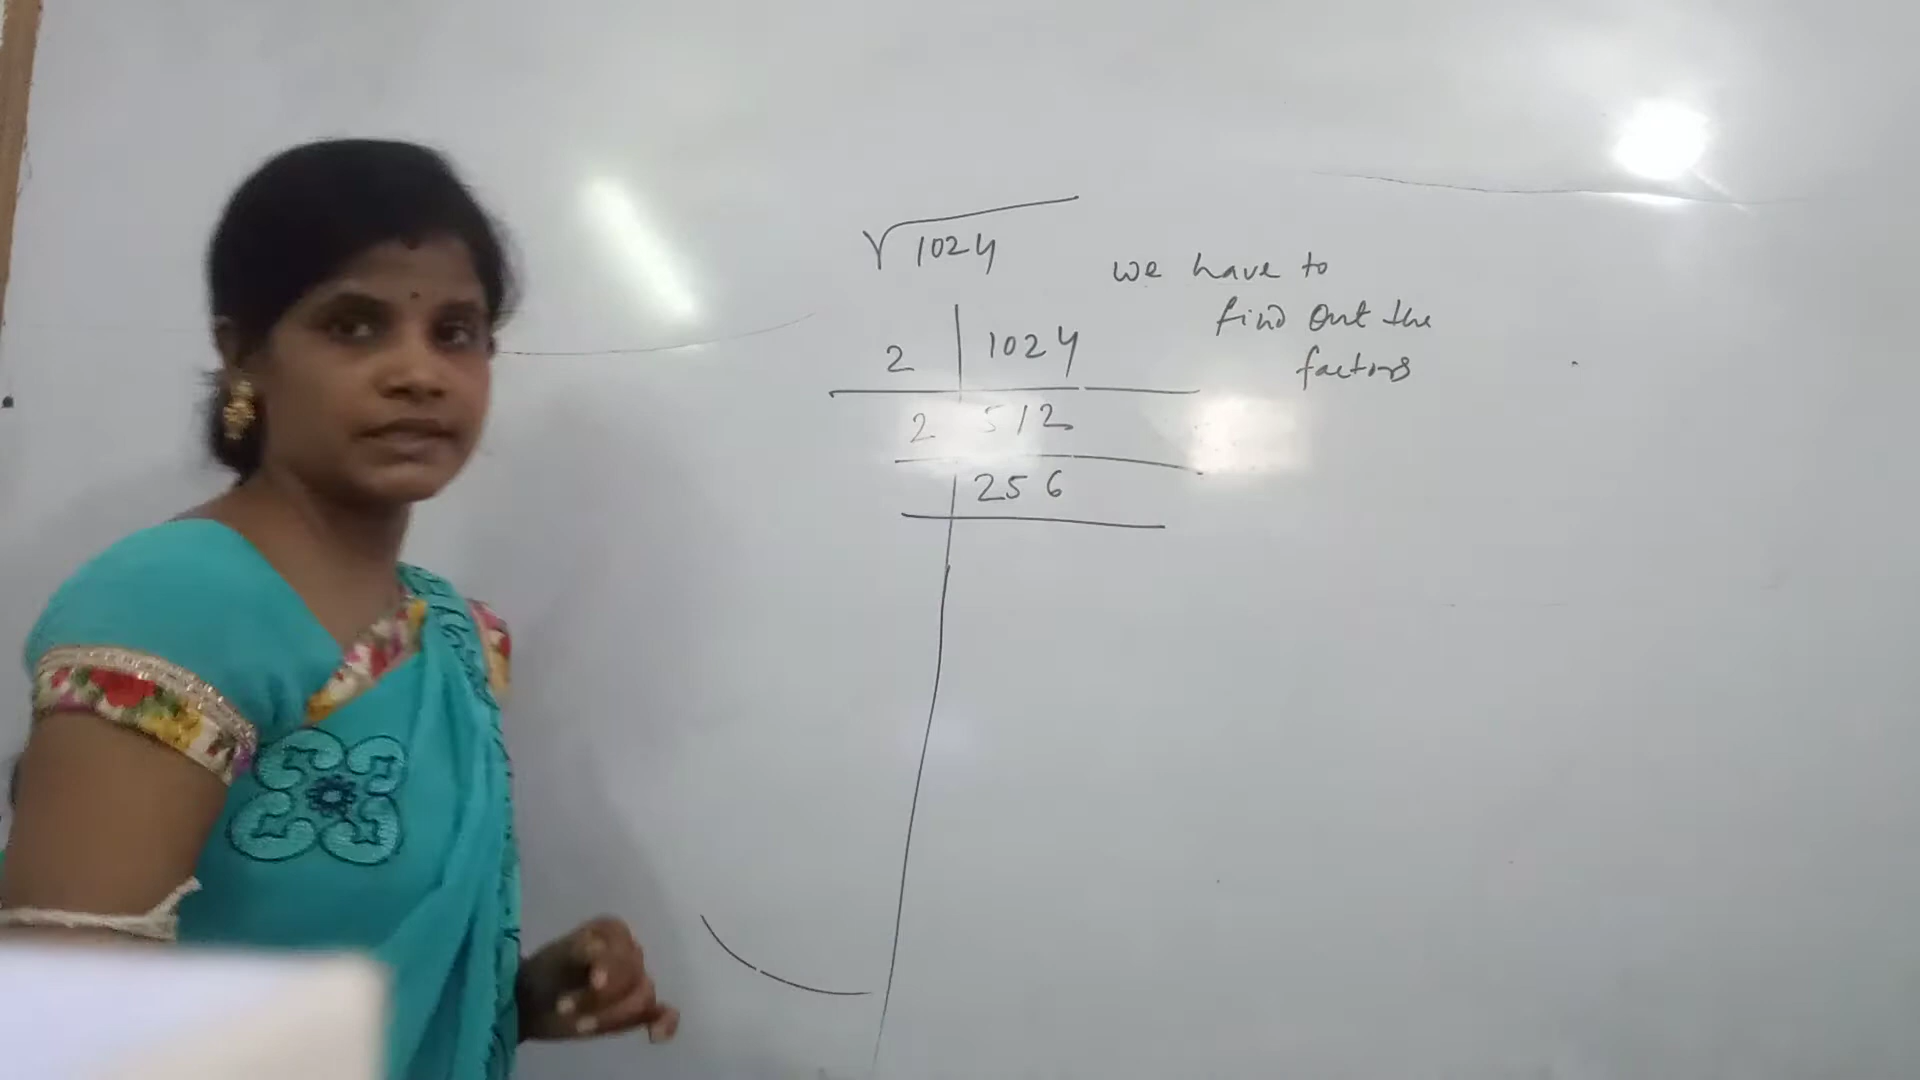 √1024
we have to
find out the
factors
2 | 1024
2 512
| 256